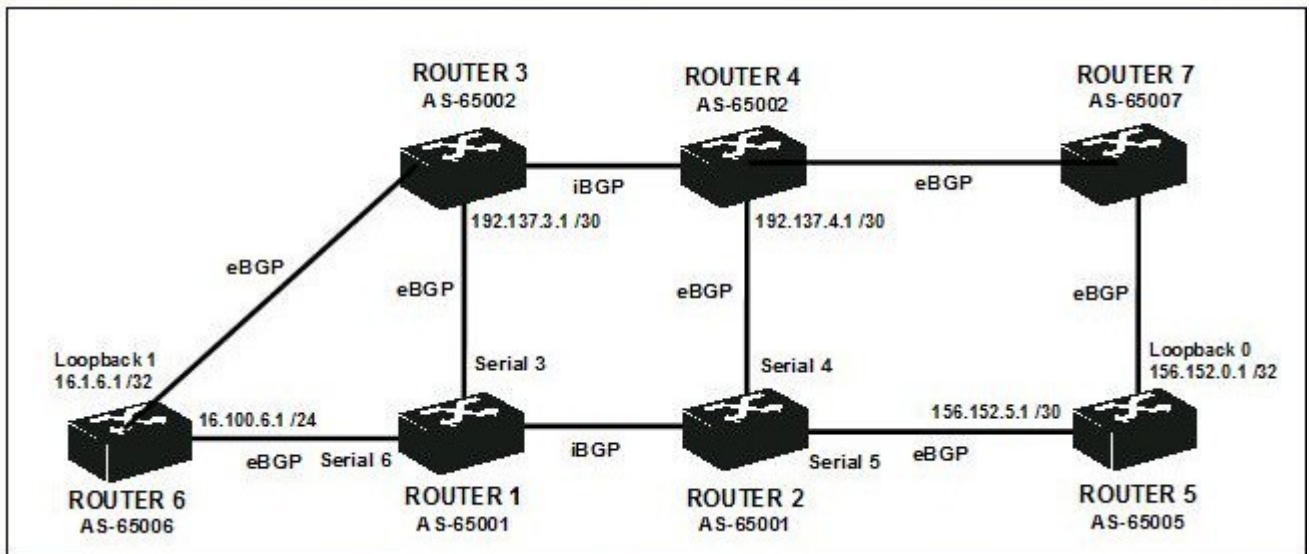 ROUTER 3
AS-65002
ROUTER 4
AS-65002
ROUTER 7
AS-65007
iBGP
eBGP
192.137.3.1 /30
192.137.4.1 /30
eBGP
eBGP
eBGP
eBGP
Loopback 1
16.1.6.1 /32
Serial 3
Serial 4
Loopback 0
156.152.0.1 /32
16.100.6.1 /24
156.152.5.1 /30
eBGP
Serial 6
iBGP
Serial 5
eBGP
ROUTER 6
AS-65006
ROUTER 1
AS-65001
ROUTER 2
AS-65001
ROUTER 5
AS-65005